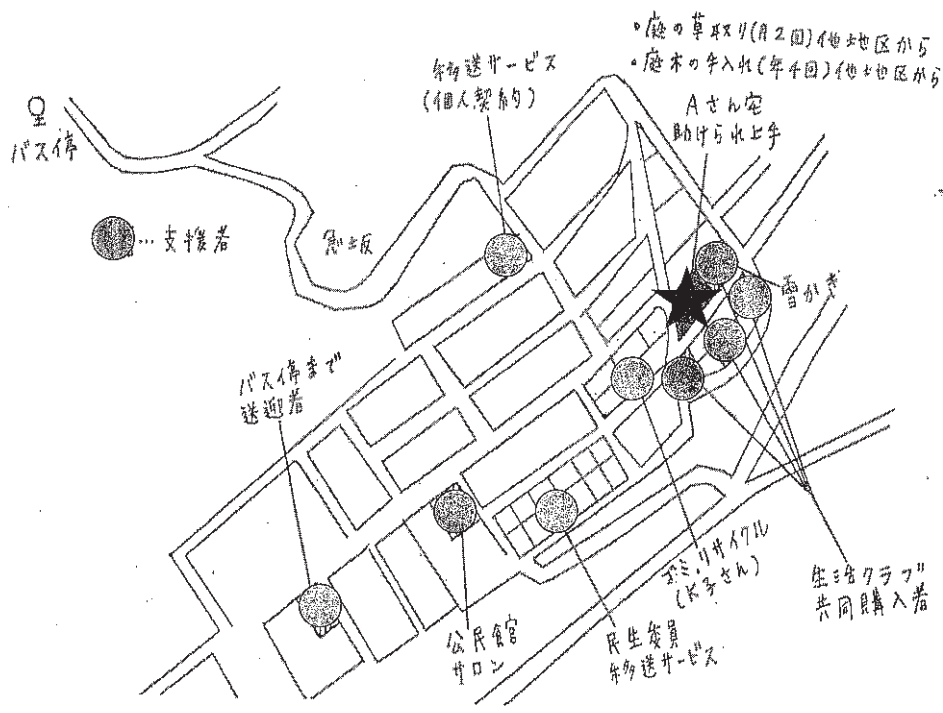 ・庭の草取り(月2回)他地区から
・庭木の手入れ(年4回)他地区から
移送サービス
(個人契約)
Aさん宅
助けられ上手
バス停
…支援者
急坂
雪かき
バス停まで
送迎者
公民館
サロン
民生委員
移送サービス
ゴミ、リサイクル
(K子さん)
生活クラブ
共同購入者